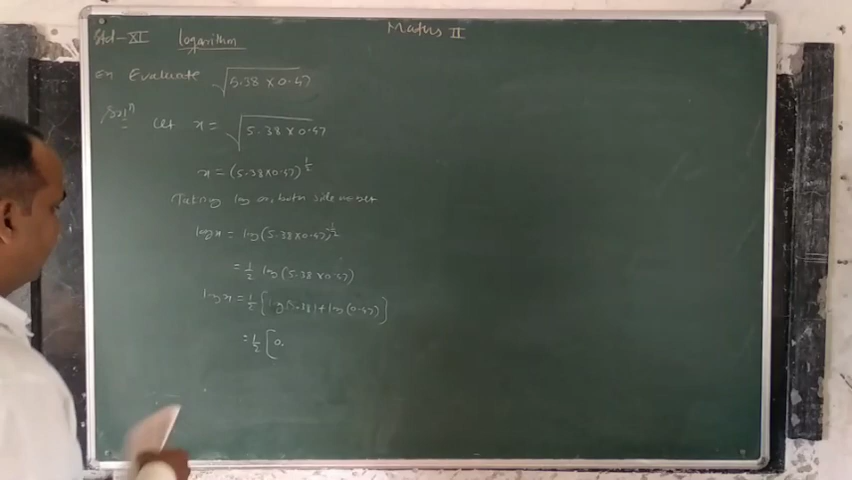 Std-XI logarithm Maths II
Ex Evaluate √5.38 × 0.47
Solⁿ Let x = √5.38 × 0.47
x = (5.38×0.47)^½
Taking log on both side we get
log x = log (5.38×0.47)^½
= ½ log (5.38 × 0.47)
log x = ½ [log(5.38) + log (0.47)]
= ½ [0.